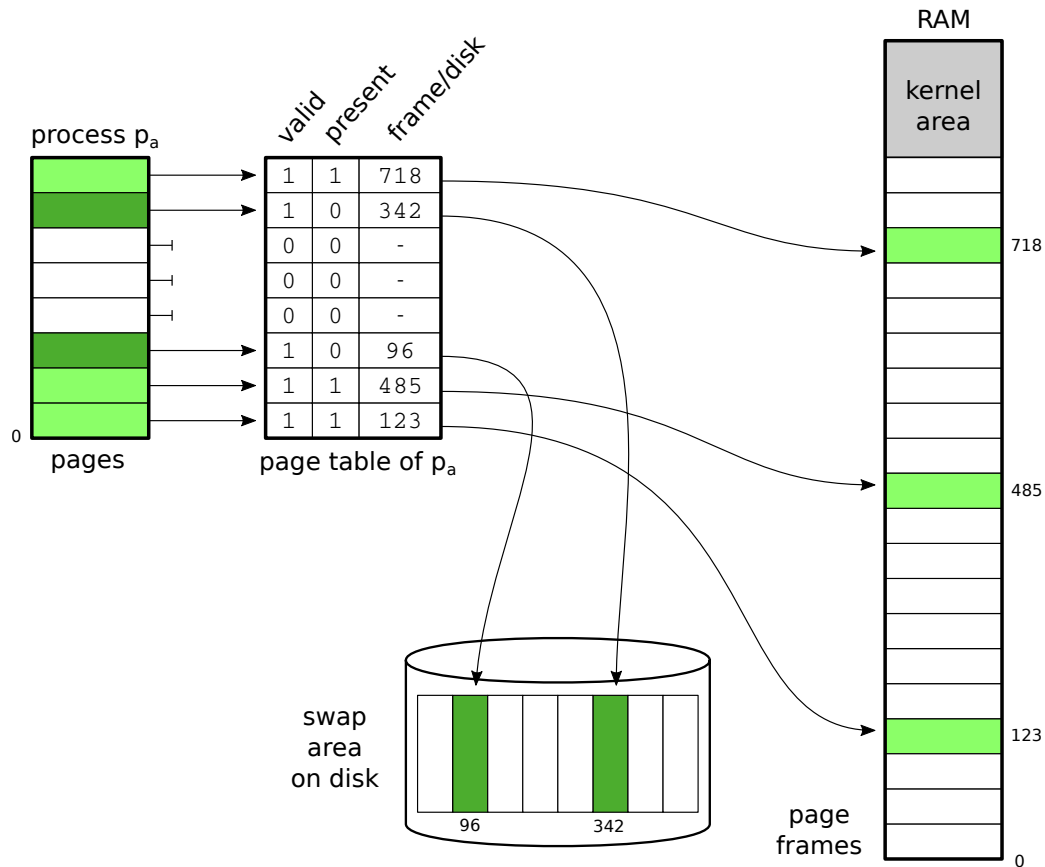 RAM
kernel
area
valid
present
frame/disk
process pₐ
1 1 718
1 0 342
0 0 -
0 0 -
0 0 -
1 0 96
1 1 485
1 1 123
0
pages
page table of pₐ
718
485
123
swap
area
on disk
96
342
page
frames
0